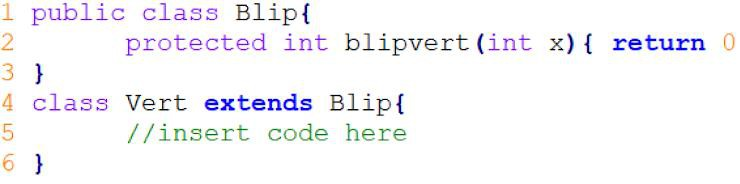 1 public class Blip{
2 protected int blipvert(int x){ return 0
3 }
4 class Vert extends Blip{
5 //insert code here
6 }